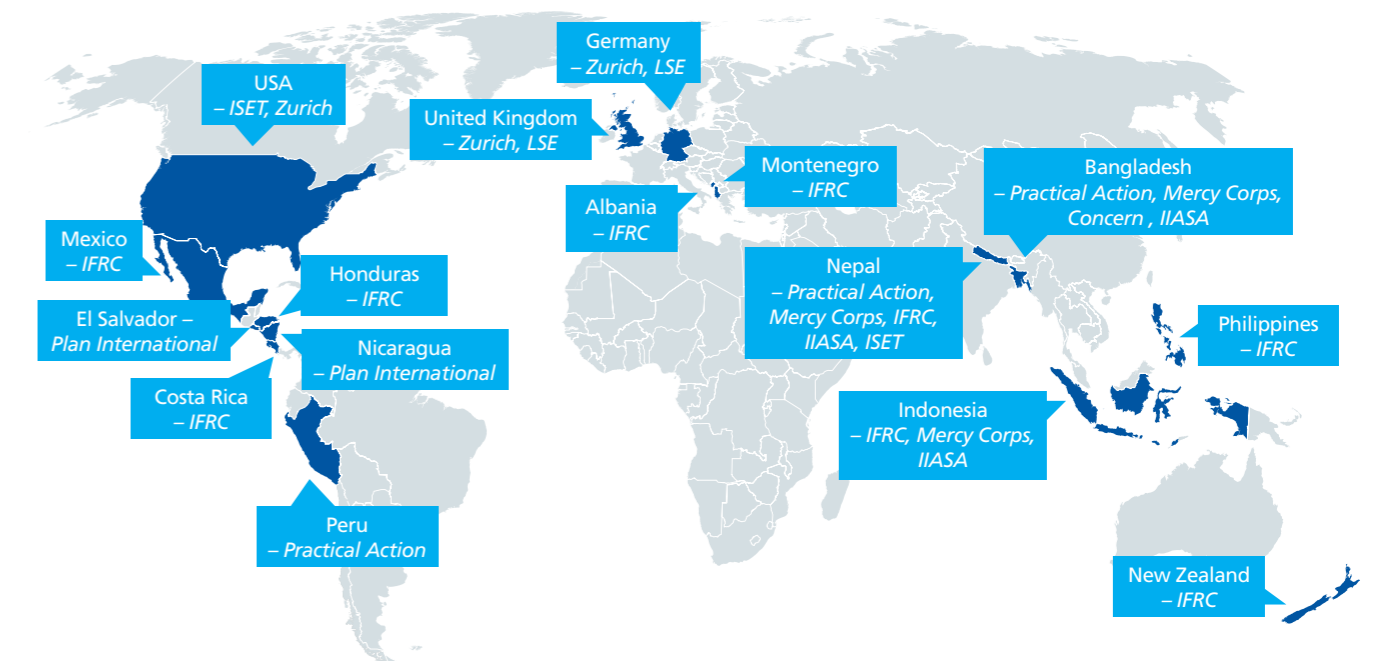 Germany
– Zurich, LSE
USA
– ISET, Zurich
United Kingdom
– Zurich, LSE
Montenegro
– IFRC
Bangladesh
– Practical Action, Mercy Corps,
Concern , IIASA
Albania
– IFRC
Mexico
– IFRC
Honduras
– IFRC
Nepal
– Practical Action,
Mercy Corps, IFRC,
IIASA, ISET
El Salvador –
Plan International
Philippines
– IFRC
Nicaragua
– Plan International
Costa Rica
– IFRC
Indonesia
– IFRC, Mercy Corps,
IIASA
Peru
– Practical Action
New Zealand
– IFRC